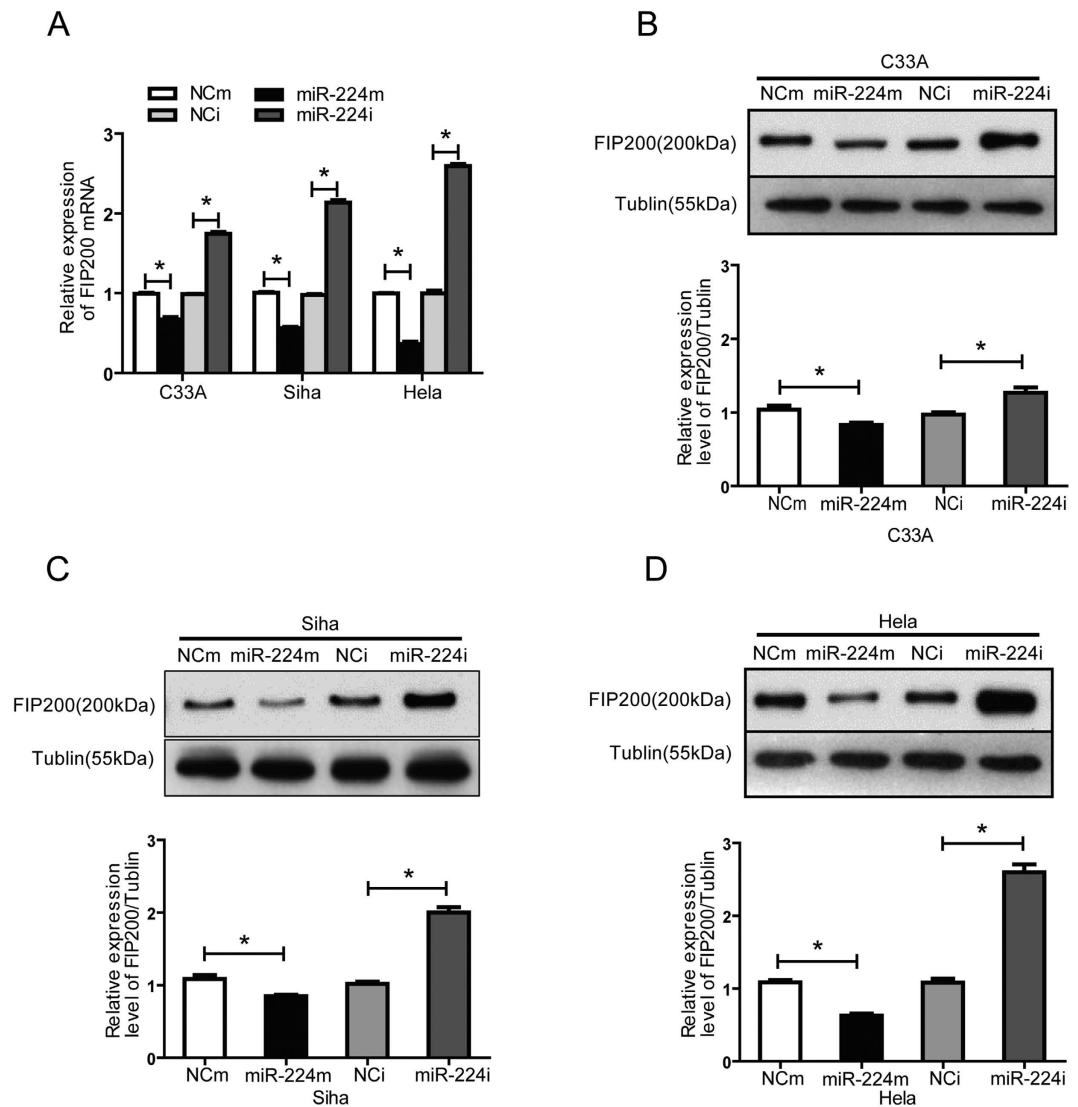 A
NCm miR-224m
NCi miR-224i
Relative expression
of FIP200 mRNA
3
2
1
0
* * * * * *
C33A Siha Hela
B
C33A
NCm miR-224m NCi miR-224i
FIP200(200kDa)
Tublin(55kDa)
Relative expression
level of FIP200/Tublin
3
2
1
0
* *
NCm miR-224m NCi miR-224i
C33A
C
Siha
NCm miR-224m NCi miR-224i
FIP200(200kDa)
Tublin(55kDa)
Relative expression
level of FIP200/Tublin
3
2
1
0
* *
NCm miR-224m NCi miR-224i
Siha
D
Hela
NCm miR-224m NCi miR-224i
FIP200(200kDa)
Tublin(55kDa)
Relative expression
level of FIP200/Tublin
3
2
1
0
* *
NCm miR-224m NCi miR-224i
Hela